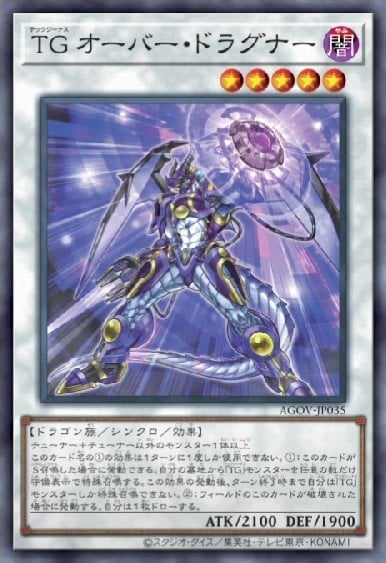 テックジーナス
TG オーバー・ドラグナー
やみ
闇
AGOV-JP035
【ドラゴン族／シンクロ／効果】
チューナー＋チューナー以外のモンスター1体以上
このカード名の①の効果は1ターンに1度しか使用できない。①：このカードが
S召喚した場合に発動できる。自分の墓地から「TG」モンスターを任意の数だけ
守備表示で特殊召喚する。この効果の発動後、ターン終了時まで自分は「TG」
モンスターしか特殊召喚できない。②：フィールドのこのカードが破壊された
場合に発動する。自分は1枚ドローする。
ATK/2100 DEF/1900
©スタジオ・ダイス／集英社・テレビ東京・KONAMI